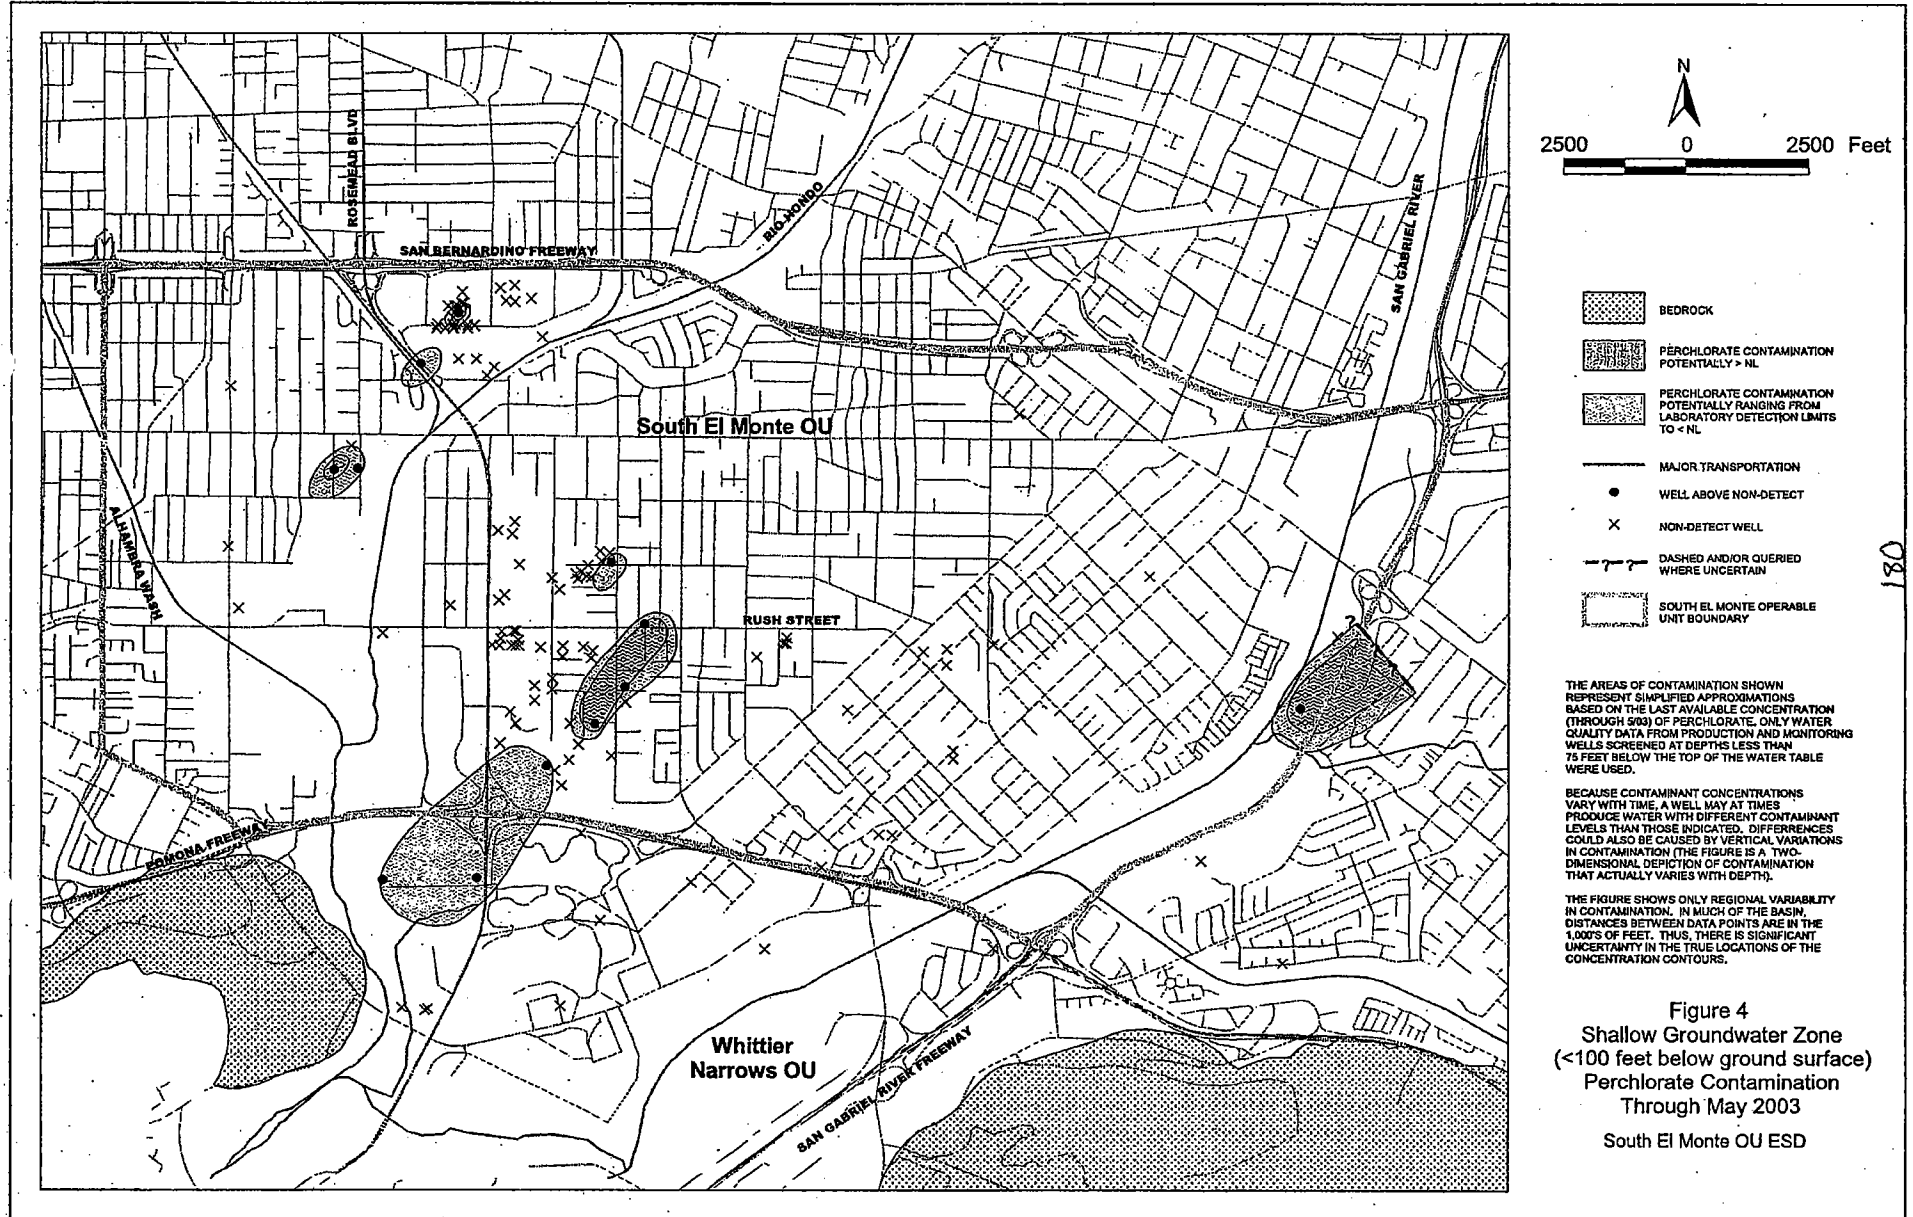 N
2500 0 2500 Feet
ROSEMEAD BLVD
SAN BERNARDINO FREEWAY
RIO HONDO
SAN GABRIEL RIVER
South El Monte OU
ALHAMBRA WASH
RUSH STREET
?
?
POMONA FREEWAY
Whittier
Narrows OU
SAN GABRIEL RIVER FREEWAY
BEDROCK
PERCHLORATE CONTAMINATION
POTENTIALLY > NL
PERCHLORATE CONTAMINATION
POTENTIALLY RANGING FROM
LABORATORY DETECTION LIMITS
TO < NL
MAJOR TRANSPORTATION
WELL ABOVE NON-DETECT
NON-DETECT WELL
? ?
DASHED AND/OR QUERIED
WHERE UNCERTAIN
SOUTH EL MONTE OPERABLE
UNIT BOUNDARY
THE AREAS OF CONTAMINATION SHOWN
REPRESENT SIMPLIFIED APPROXIMATIONS
BASED ON THE LAST AVAILABLE CONCENTRATION
(THROUGH 5/03) OF PERCHLORATE. ONLY WATER
QUALITY DATA FROM PRODUCTION AND MONITORING
WELLS SCREENED AT DEPTHS LESS THAN
75 FEET BELOW THE TOP OF THE WATER TABLE
WERE USED.
BECAUSE CONTAMINANT CONCENTRATIONS
VARY WITH TIME, A WELL MAY AT TIMES
PRODUCE WATER WITH DIFFERENT CONTAMINANT
LEVELS THAN THOSE INDICATED. DIFFERRENCES
COULD ALSO BE CAUSED BY VERTICAL VARIATIONS
IN CONTAMINATION (THE FIGURE IS A TWO-
DIMENSIONAL DEPICTION OF CONTAMINATION
THAT ACTUALLY VARIES WITH DEPTH).
THE FIGURE SHOWS ONLY REGIONAL VARIABILITY
IN CONTAMINATION. IN MUCH OF THE BASIN,
DISTANCES BETWEEN DATA POINTS ARE IN THE
1,000'S OF FEET. THUS, THERE IS SIGNIFICANT
UNCERTAINTY IN THE TRUE LOCATIONS OF THE
CONCENTRATION CONTOURS.
Figure 4
Shallow Groundwater Zone
(<100 feet below ground surface)
Perchlorate Contamination
Through May 2003
South El Monte OU ESD
180